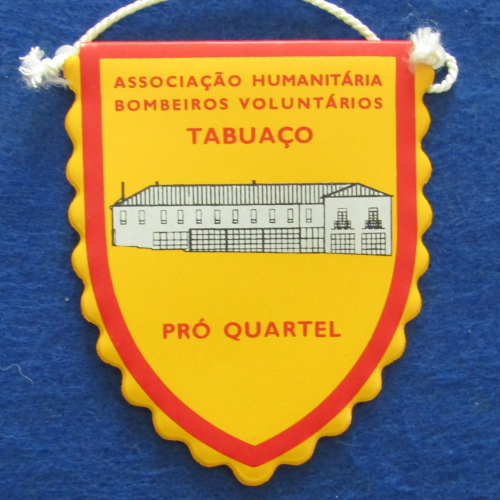 ASSOCIAÇÃO HUMANITÁRIA
BOMBEIROS VOLUNTÁRIOS
TABUAÇO
PRÓ QUARTEL